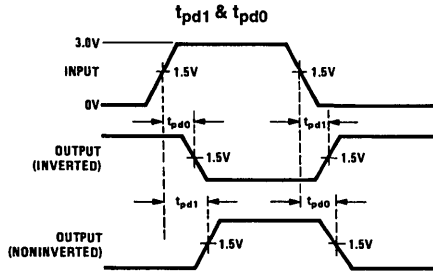 tpd1 & tpd0
3.0V
INPUT
1.5V
1.5V
0V
tpd0
tpd1
OUTPUT
(INVERTED)
1.5V
1.5V
tpd1
tpd0
OUTPUT
(NONINVERTED)
1.5V
1.5V